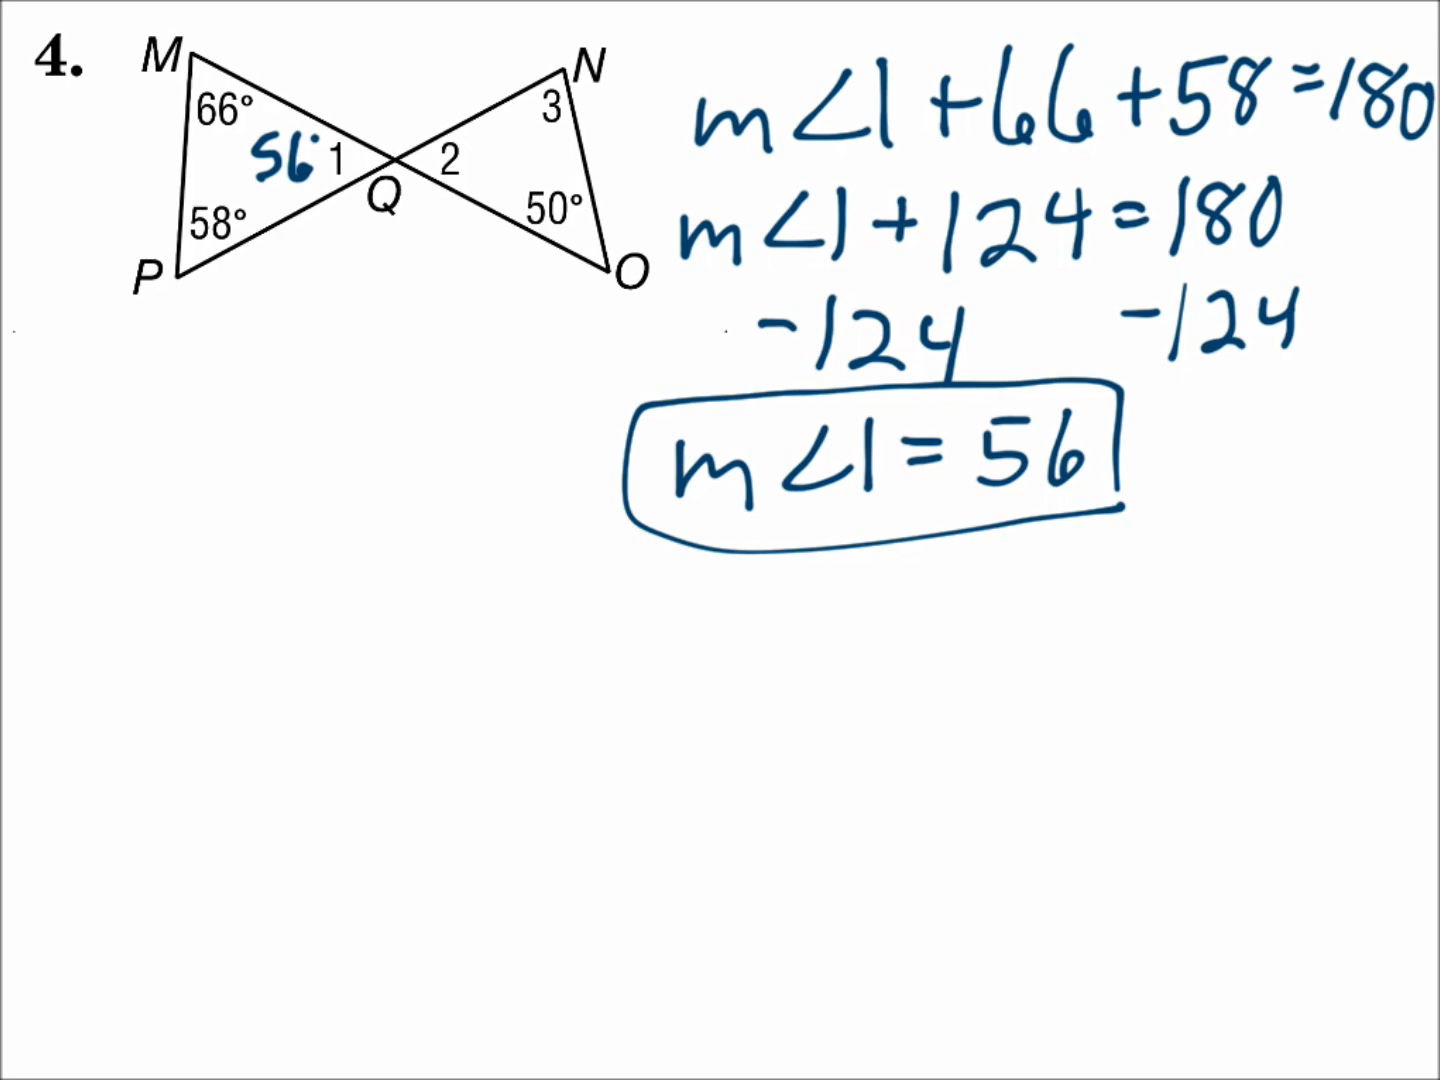 4.
M
N
66°
3
56° 1
2
Q
58°
50°
P
O
m∠1 + 66 + 58 = 180
m∠1 + 124 = 180
-124 -124
m∠1 = 56